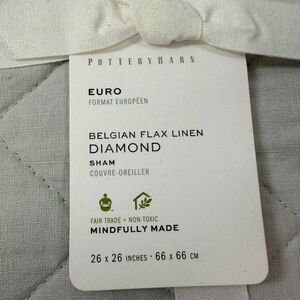 POTTERYBARN
EURO
FORMAT EUROPÉEN
BELGIAN FLAX LINEN
DIAMOND
SHAM
COUVRE-OREILLER
FAIR TRADE • NON-TOXIC
MINDFULLY MADE
26 x 26 INCHES • 66 x 66 CM